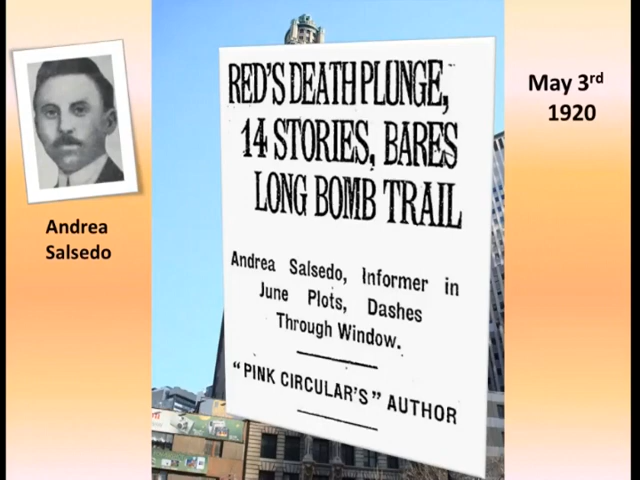 Andrea
Salsedo
RED'S DEATH PLUNGE,
14 STORIES, BARES
LONG BOMB TRAIL
Andrea Salsedo, Informer in
June Plots, Dashes
Through Window.
"PINK CIRCULAR'S" AUTHOR
May 3rd
1920